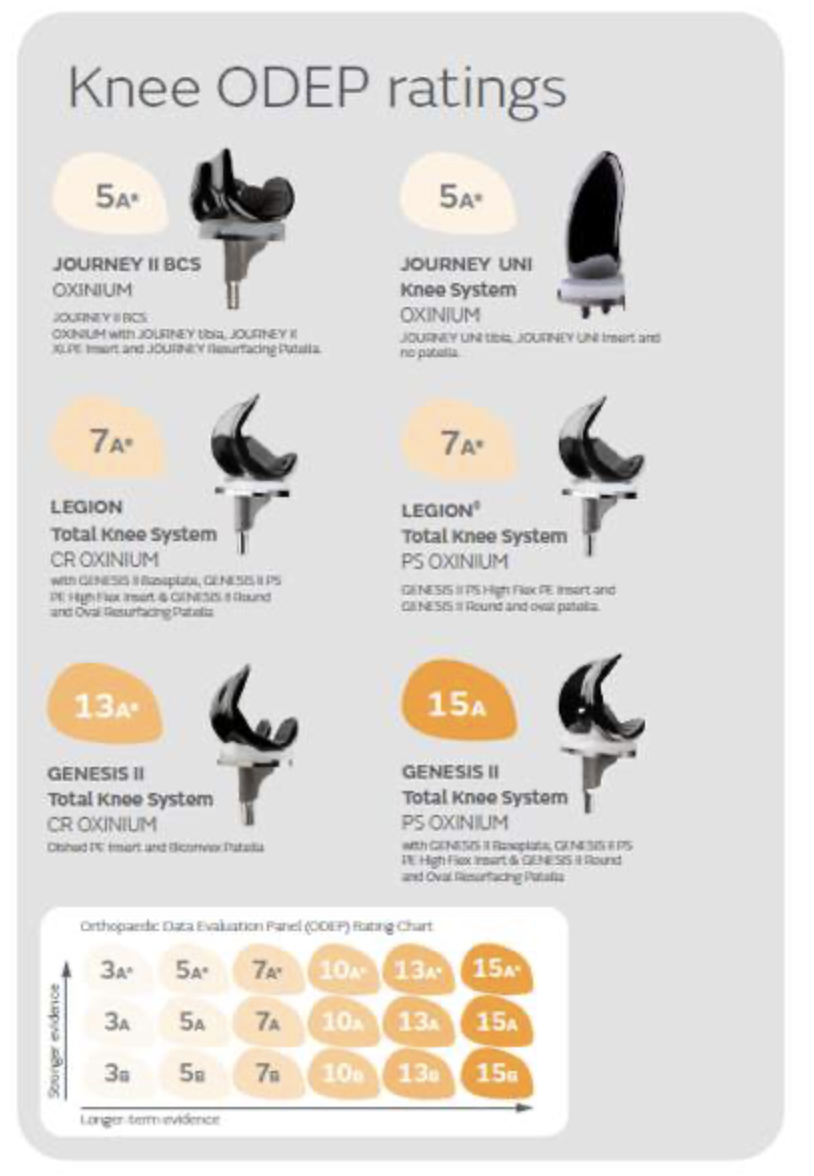 Knee ODEP ratings
5A*
JOURNEY II BCS
OXINIUM
JOURNEY II BCS
OXINIUM with JOURNEY tibia, JOURNEY II
XLPE Insert and JOURNEY Resurfacing Patella.
5A*
JOURNEY UNI
Knee System
OXINIUM
JOURNEY UNI tibia, JOURNEY UNI Insert and
no patella.
7A*
LEGION
Total Knee System
CR OXINIUM
with GENESIS II Baseplate, GENESIS II PS
PE High Flex Insert & GENESIS II Round
and Oval Resurfacing Patella
7A*
LEGION®
Total Knee System
PS OXINIUM
GENESIS II PS High Flex PE Insert and
GENESIS II Round and oval patella.
13A*
GENESIS II
Total Knee System
CR OXINIUM
Dished PE Insert and Biconvex Patella
15A
GENESIS II
Total Knee System
PS OXINIUM
with GENESIS II Baseplate, GENESIS II PS
PE High Flex Insert & GENESIS II Round
and Oval Resurfacing Patella
Orthopaedic Data Evaluation Panel (ODEP) Rating Chart
Stronger evidence
3A* 5A* 7A* 10A* 13A* 15A*
3A 5A 7A 10A 13A 15A
3B 5B 7B 10B 13B 15B
Longer-term evidence